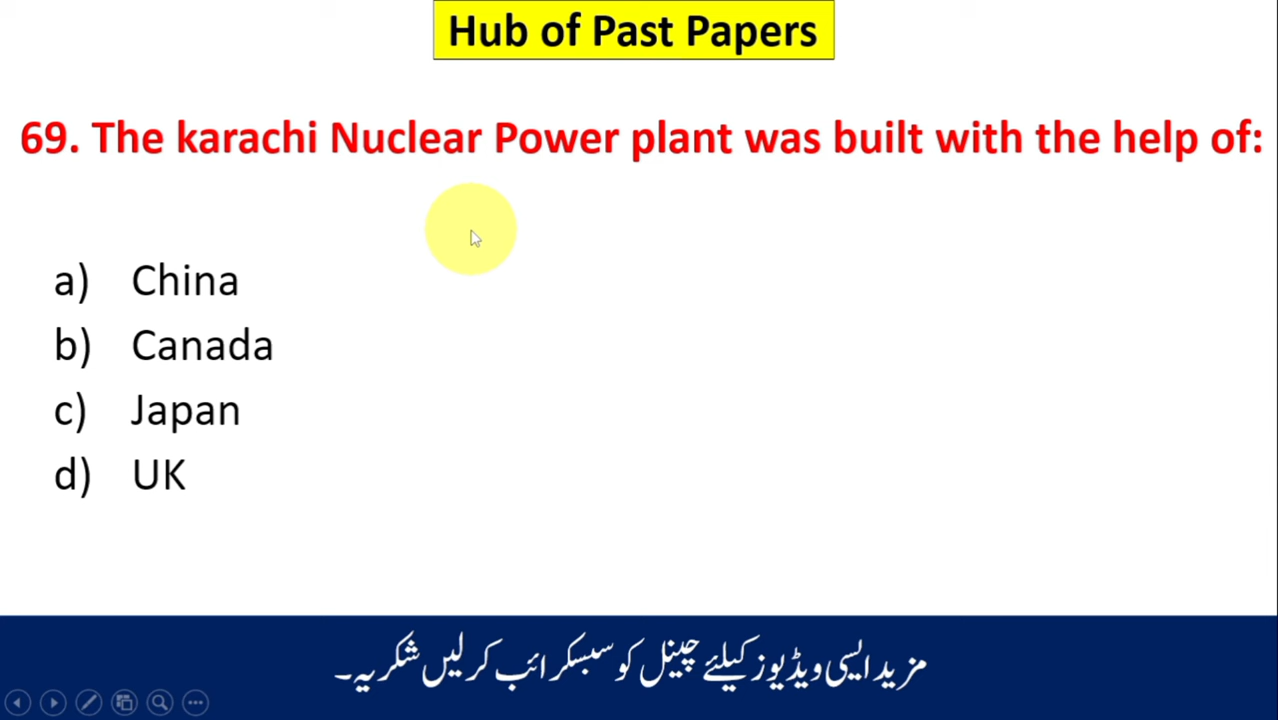 Hub of Past Papers
69. The karachi Nuclear Power plant was built with the help of:
a) China
b) Canada
c) Japan
d) UK
مزید ایسی ویڈیوز کیلئے چینل کو سبسکرائب کر لیں شکریہ۔